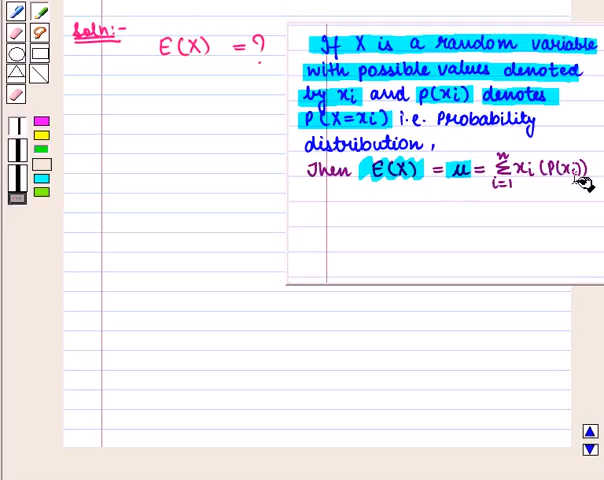 Soln:-
E(X) = ?
If X is a random variable
with possible values denoted
by xi and p(xi) denotes
P(X=xi) i.e. Probability
distribution,
Then E(X) = μ = n∑i=1 xi (P(xi))